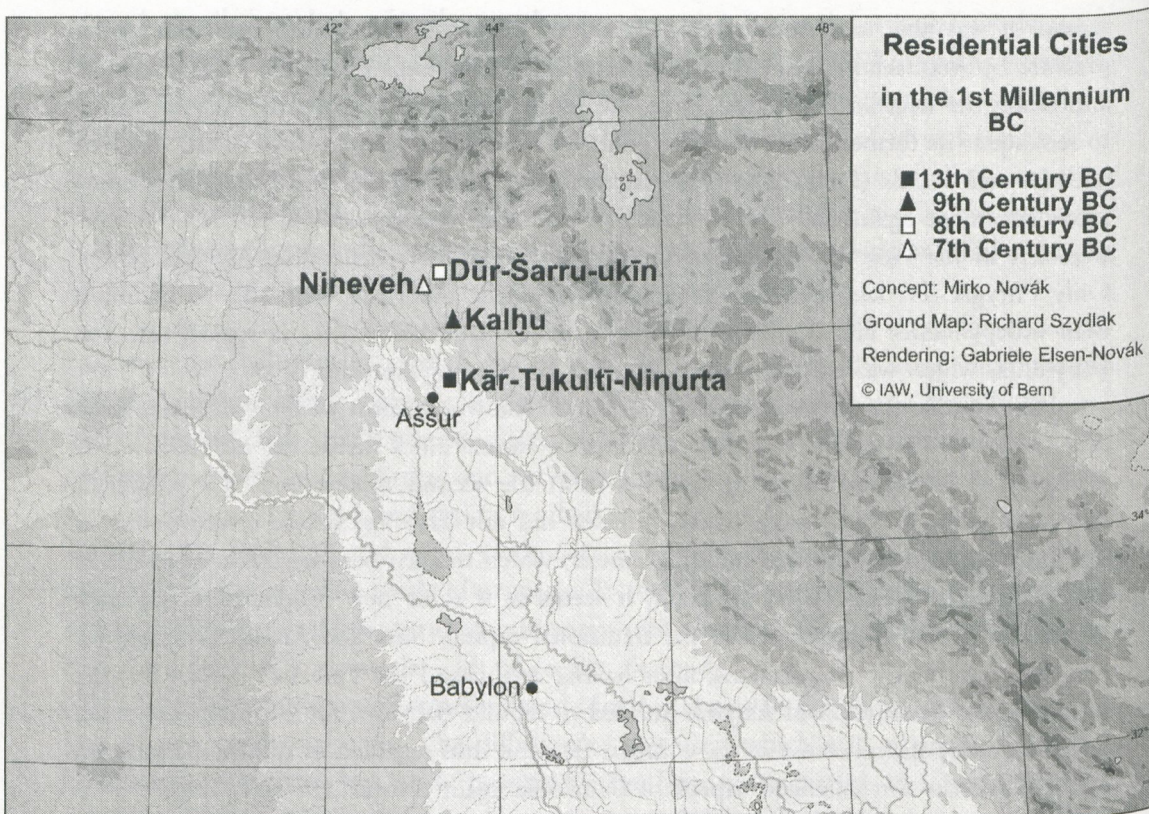 42°
44°
48°
Residential Cities
in the 1st Millennium
BC
■13th Century BC
▲ 9th Century BC
□ 8th Century BC
△ 7th Century BC
Concept: Mirko Novák
Ground Map: Richard Szydlak
Rendering: Gabriele Elsen-Novák
© IAW, University of Bern
Nineveh△
□Dūr-Šarru-ukīn
▲Kalḫu
■Kār-Tukultī-Ninurta
Aššur
34°
Babylon
32°